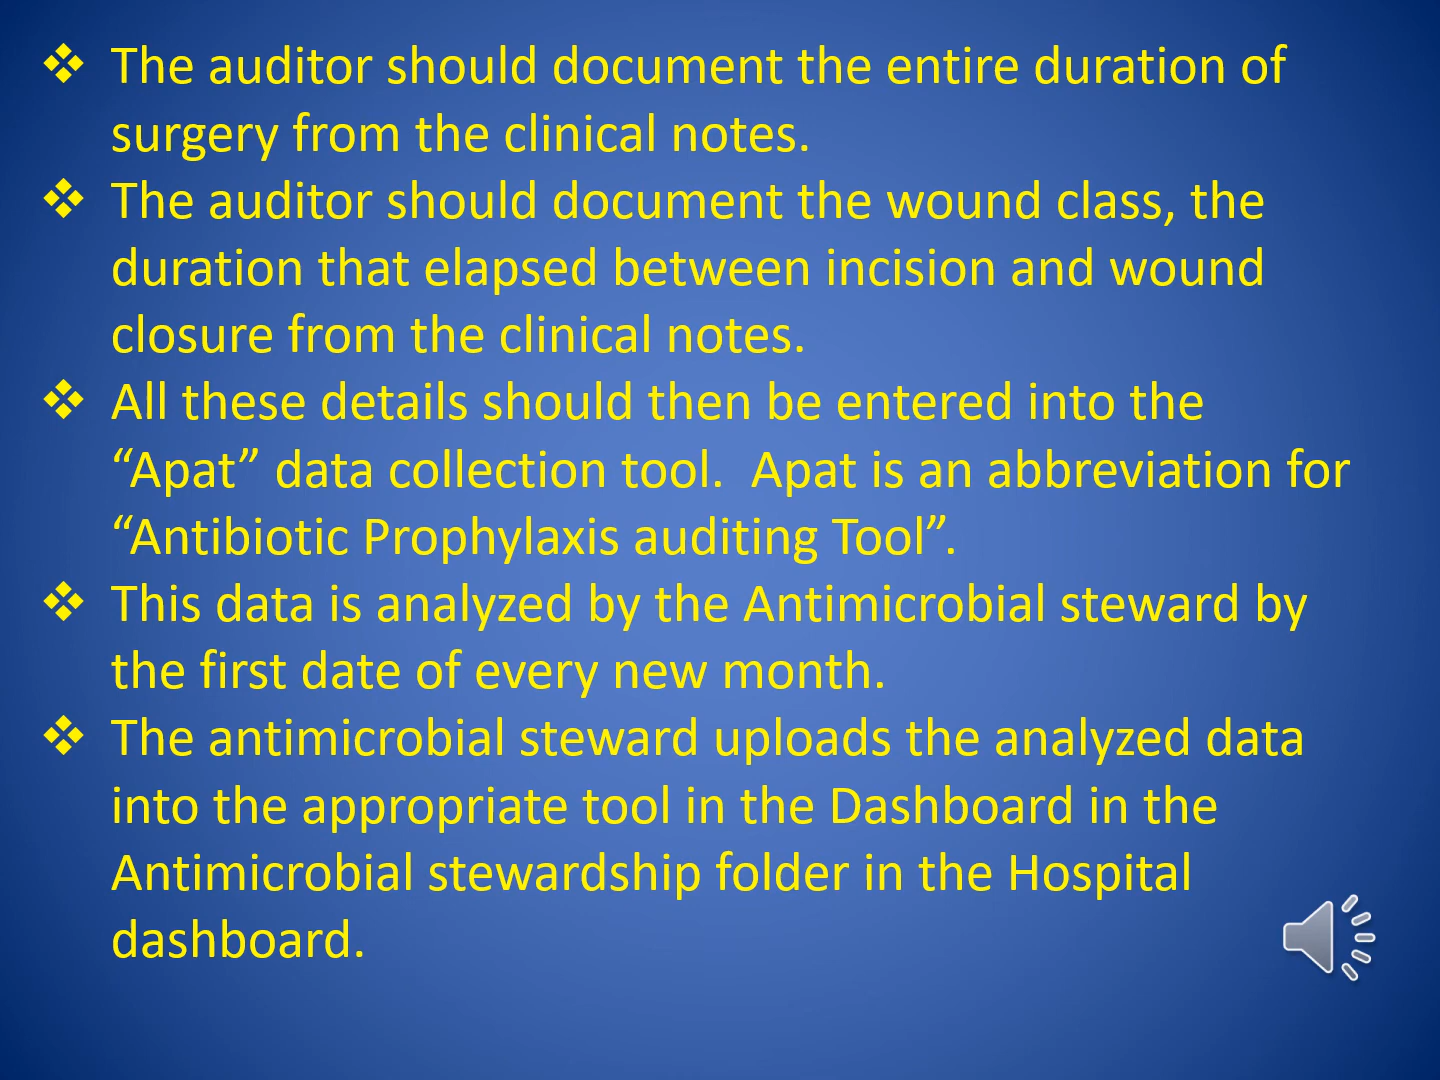 ❖ The auditor should document the entire duration of
surgery from the clinical notes.
❖ The auditor should document the wound class, the
duration that elapsed between incision and wound
closure from the clinical notes.
❖ All these details should then be entered into the
“Apat” data collection tool.  Apat is an abbreviation for
“Antibiotic Prophylaxis auditing Tool”.
❖ This data is analyzed by the Antimicrobial steward by
the first date of every new month.
❖ The antimicrobial steward uploads the analyzed data
into the appropriate tool in the Dashboard in the
Antimicrobial stewardship folder in the Hospital
dashboard.